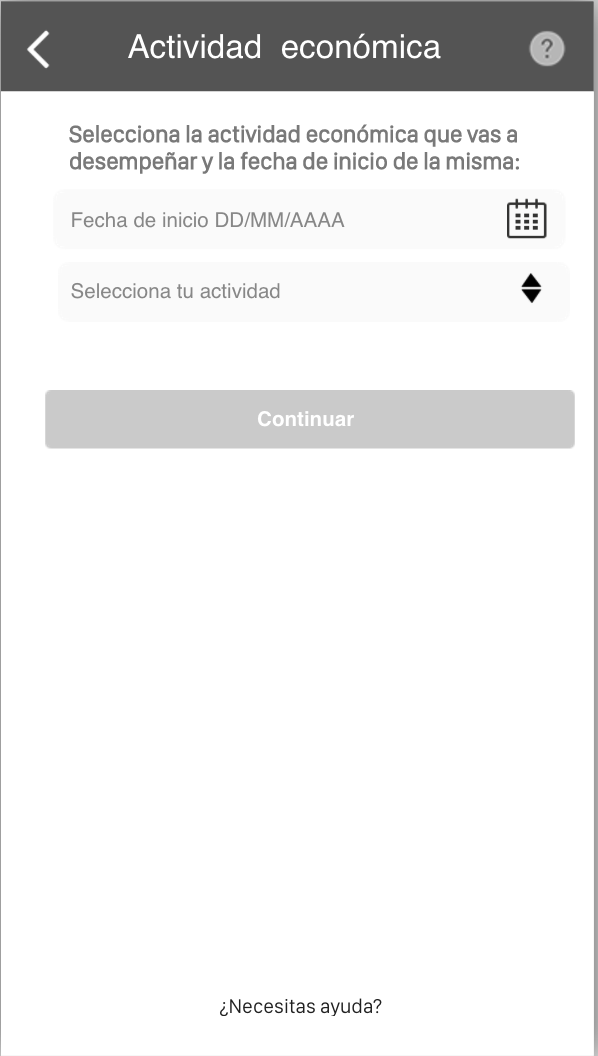 Actividad económica
?
Selecciona la actividad económica que vas a
desempeñar y la fecha de inicio de la misma:
Fecha de inicio DD/MM/AAAA
Selecciona tu actividad
Continuar
¿Necesitas ayuda?